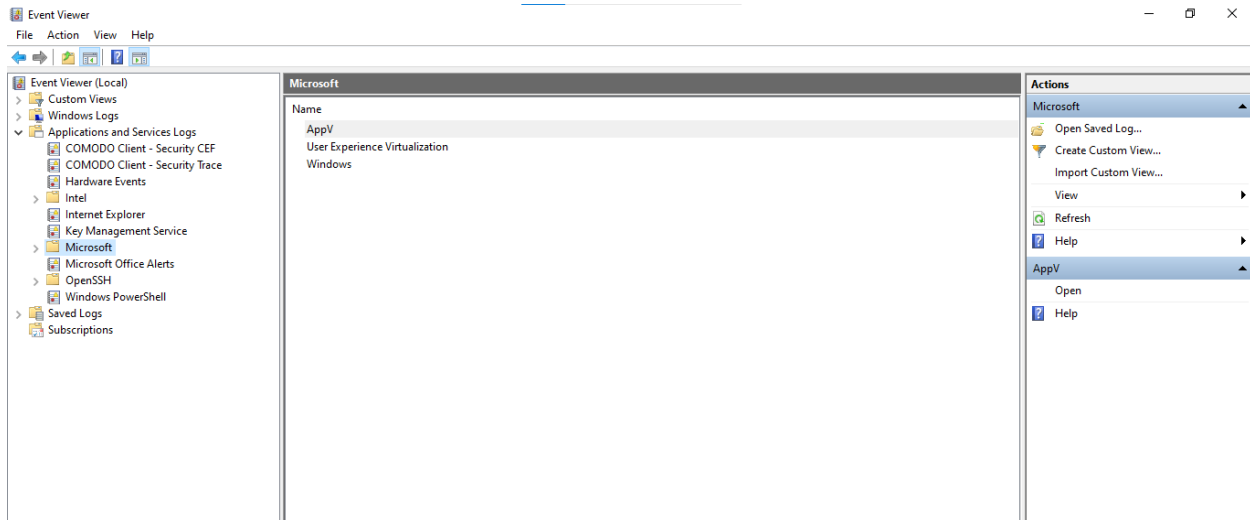 Event Viewer
File Action View Help
Event Viewer (Local)
Custom Views
Windows Logs
Applications and Services Logs
COMODO Client - Security CEF
COMODO Client - Security Trace
Hardware Events
Intel
Internet Explorer
Key Management Service
Microsoft
Microsoft Office Alerts
OpenSSH
Windows PowerShell
Saved Logs
Subscriptions
Microsoft
Name
AppV
User Experience Virtualization
Windows
Actions
Microsoft
Open Saved Log...
Create Custom View...
Import Custom View...
View
Refresh
Help
AppV
Open
Help